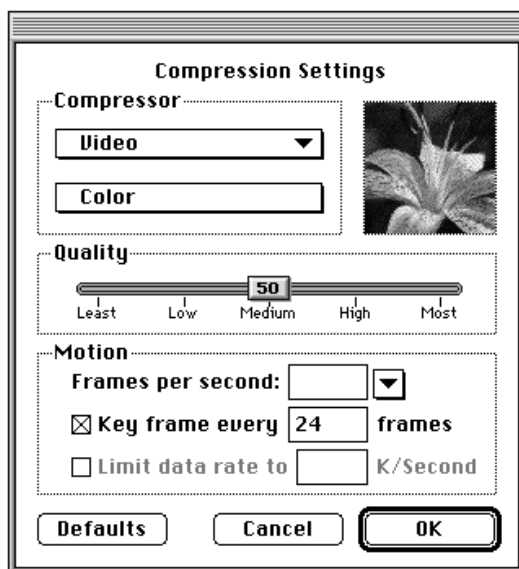 Compression Settings
Compressor
Video
Color
Quality
50
Least Low Medium High Most
Motion
Frames per second:
Key frame every 24 frames
Limit data rate to K/Second
Defaults Cancel OK